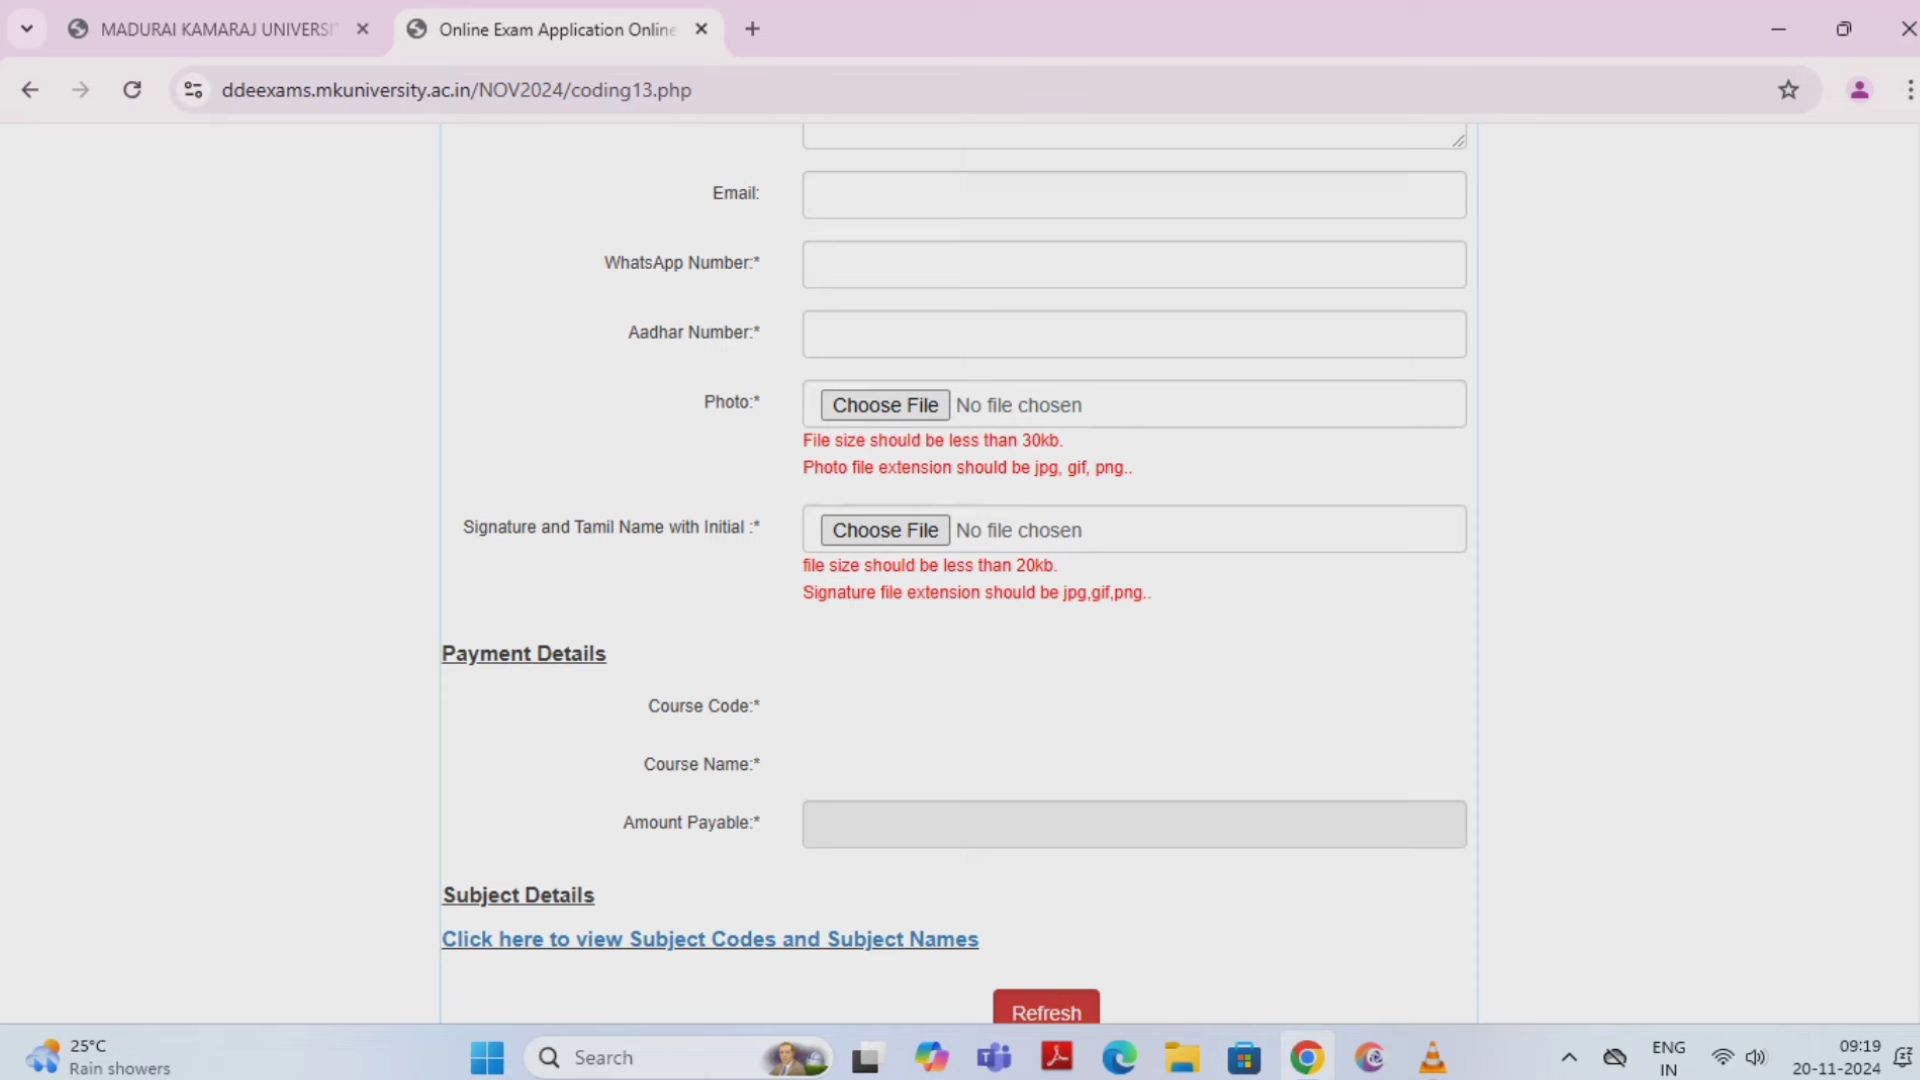 MADURAI KAMARAJ UNIVERSI
Online Exam Application Online
ddeexams.mkuniversity.ac.in/NOV2024/coding13.php
Email:
WhatsApp Number:*
Aadhar Number:*
Photo:* Choose File No file chosen
File size should be less than 30kb.
Photo file extension should be jpg, gif, png..
Signature and Tamil Name with Initial :* Choose File No file chosen
file size should be less than 20kb.
Signature file extension should be jpg,gif,png..
Payment Details
Course Code:*
Course Name:*
Amount Payable:*
Subject Details
Click here to view Subject Codes and Subject Names
Refresh
25°C
Rain showers
Search
ENG
IN
09:19
20-11-2024